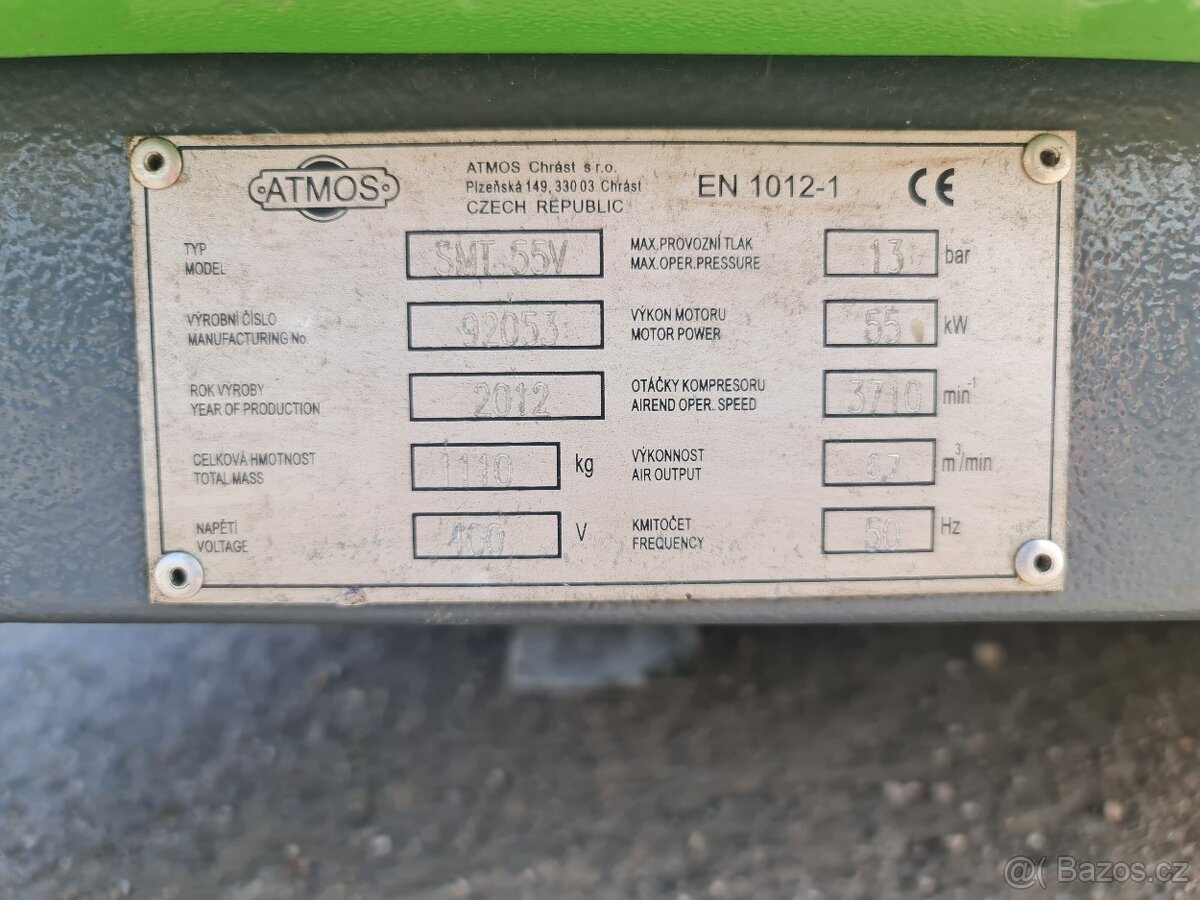 ATMOS
ATMOS Chrást s r.o.
Plzeňská 149, 330 03 Chrást
CZECH REPUBLIC
EN 1012-1
CE
TYP
MODEL
SMT 55V
MAX.PROVOZNÍ TLAK
MAX.OPER.PRESSURE
13 bar
VÝROBNÍ ČÍSLO
MANUFACTURING No.
92053
VÝKON MOTORU
MOTOR POWER
55 kW
ROK VÝROBY
YEAR OF PRODUCTION
2012
OTÁČKY KOMPRESORU
AIREND OPER. SPEED
3710 min⁻¹
CELKOVÁ HMOTNOST
TOTAL MASS
1110 kg
VÝKONNOST
AIR OUTPUT
6,7 m³/min
NAPĚTÍ
VOLTAGE
400 V
KMITOČET
FREQUENCY
50 Hz
Bazos.cz